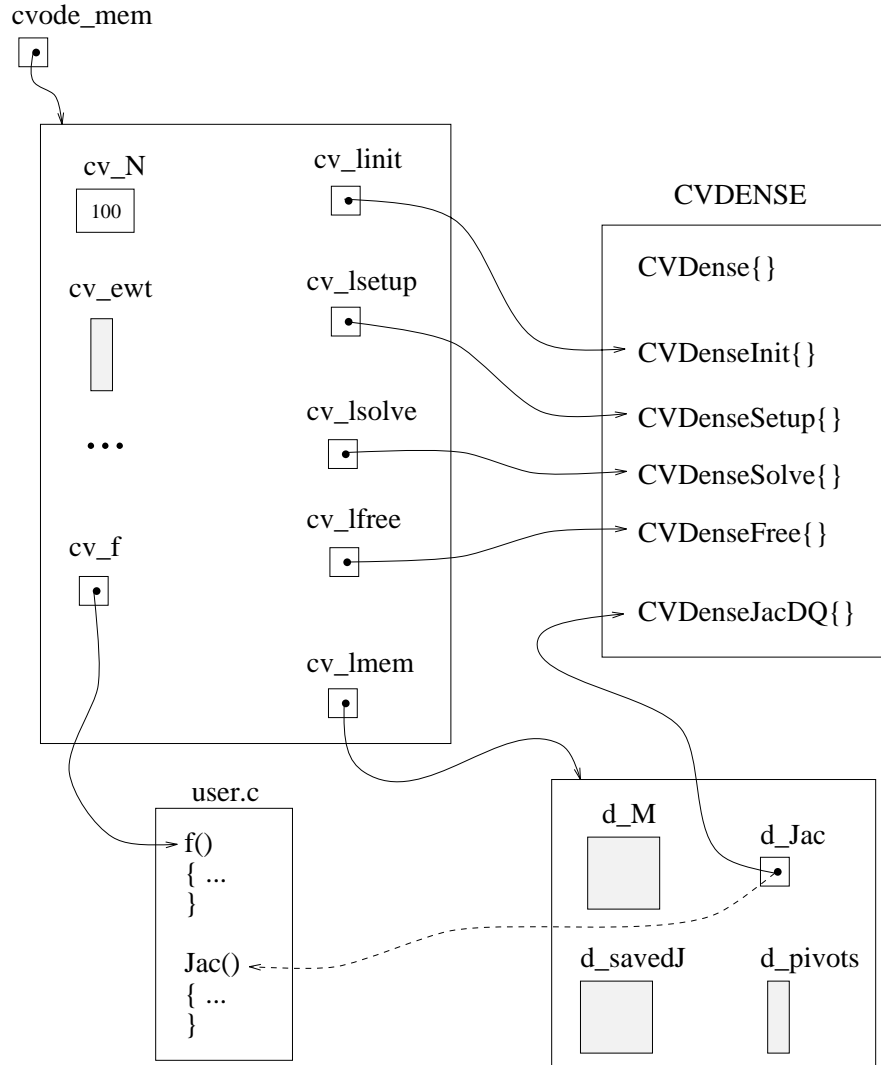 cvode_mem
cv_N
100
cv_ewt
...
cv_f
cv_linit
cv_lsetup
cv_lsolve
cv_lfree
cv_lmem
CVDENSE
CVDense{}
CVDenseInit{}
CVDenseSetup{}
CVDenseSolve{}
CVDenseFree{}
CVDenseJacDQ{}
user.c
f()
{ ...
}
Jac()
{ ...
}
d_M
d_Jac
d_savedJ
d_pivots